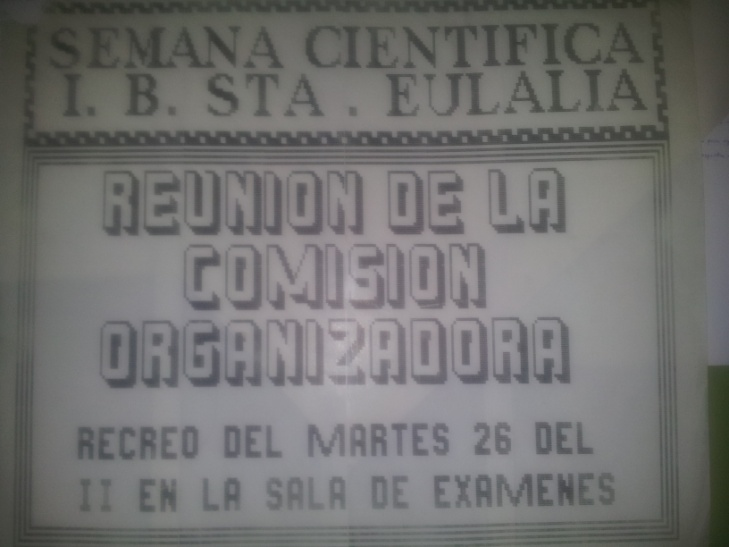 SEMANA CIENTIFICA
I. B. STA . EULALIA
REUNION DE LA
COMISION
ORGANIZADORA
RECREO DEL MARTES 26 DEL
II EN LA SALA DE EXAMENES